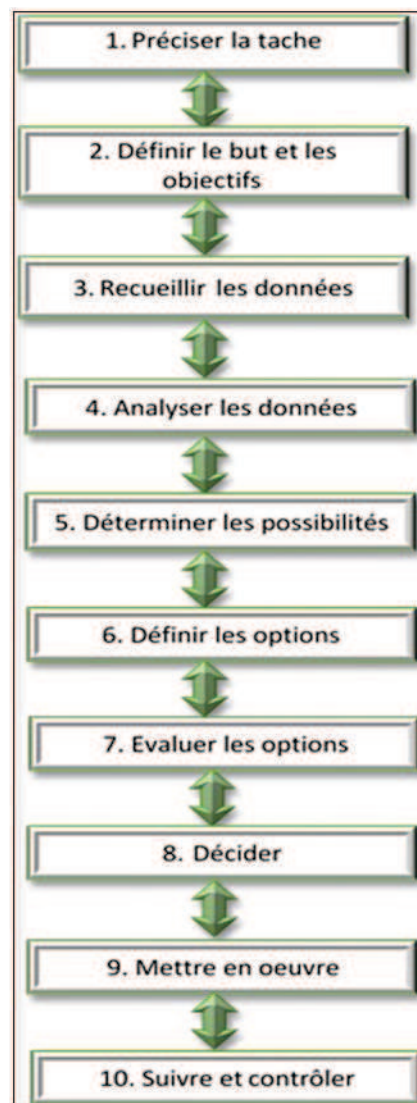 1. Préciser la tache
2. Définir le but et les
objectifs
3. Recueillir les données
4. Analyser les données
5. Déterminer les possibilités
6. Définir les options
7. Evaluer les options
8. Décider
9. Mettre en oeuvre
10. Suivre et contrôler